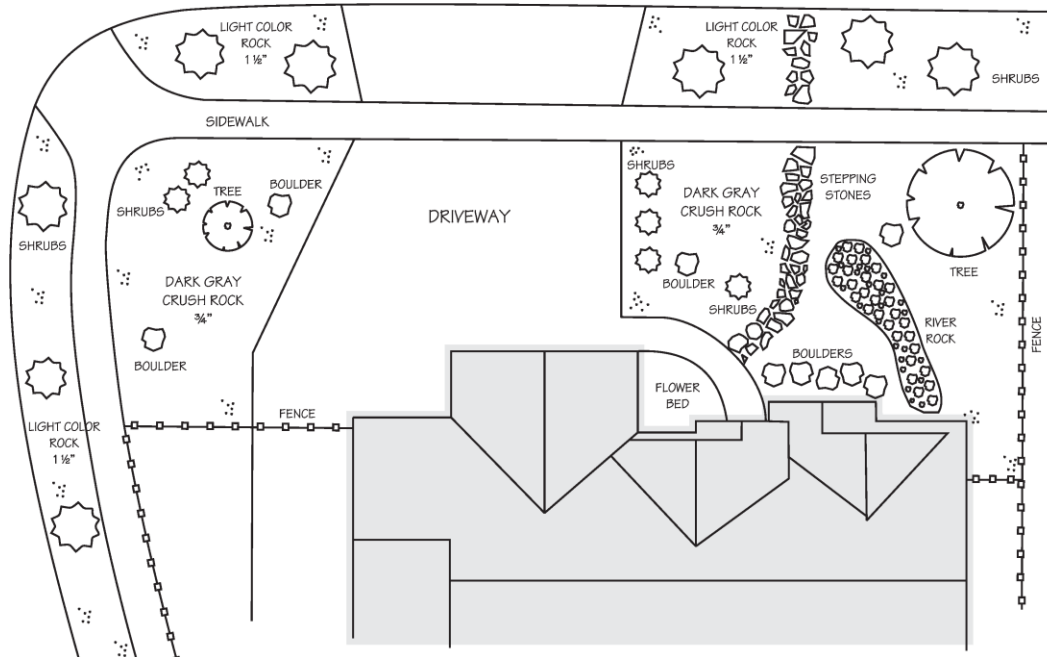 LIGHT COLOR
ROCK
1 ½"
LIGHT COLOR
ROCK
1 ½"
SHRUBS
SIDEWALK
SHRUBS
TREE
BOULDER
SHRUBS
DARK GRAY
CRUSH ROCK
¾"
BOULDER
DRIVEWAY
SHRUBS
DARK GRAY
CRUSH ROCK
¾"
STEPPING
STONES
TREE
BOULDER
SHRUBS
RIVER
ROCK
FENCE
BOULDERS
FLOWER
BED
FENCE
LIGHT COLOR
ROCK
1 ½"